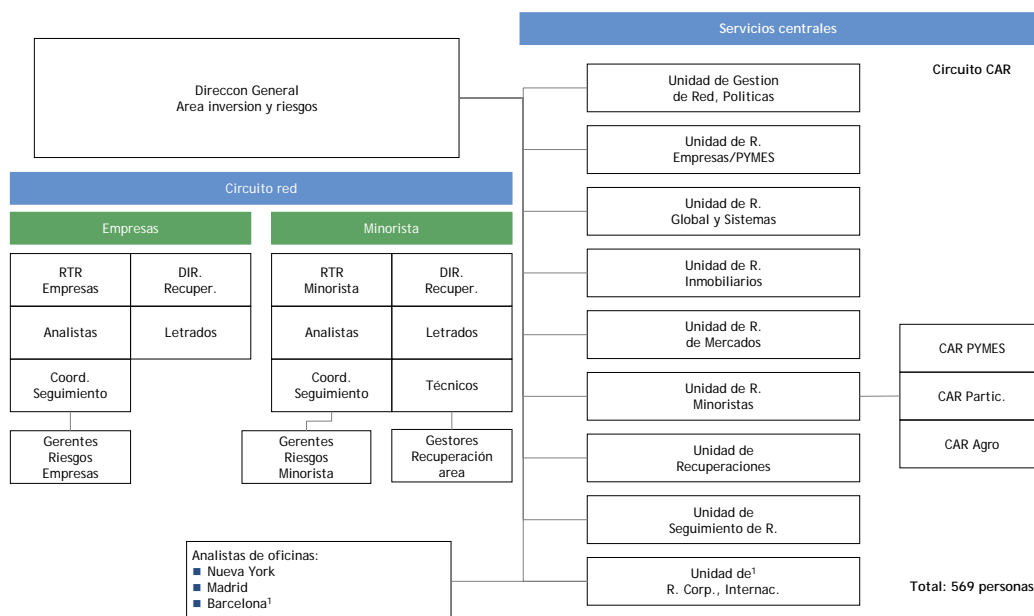 Servicios centrales
Direccon General
Area inversion y riesgos
Circuito CAR
Unidad de Gestion
de Red, Politicas
Unidad de R.
Empresas/PYMES
Circuito red
Empresas
Minorista
Unidad de R.
Global y Sistemas
RTR
Empresas
DIR.
Recuper.
RTR
Minorista
DIR.
Recuper.
Unidad de R.
Inmobiliarios
Analistas
Letrados
Analistas
Letrados
Unidad de R.
de Mercados
CAR PYMES
Coord.
Seguimiento
Coord.
Seguimiento
Técnicos
Unidad de R.
Minoristas
CAR Partic.
CAR Agro
Gerentes
Riesgos
Empresas
Gerentes
Riesgos
Minorista
Gestores
Recuperación
area
Unidad de
Recuperaciones
Unidad de
Seguimiento de R.
Analistas de oficinas:
■ Nueva York
■ Madrid
■ Barcelona¹
Unidad de¹
R. Corp., Internac.
Total: 569 personas